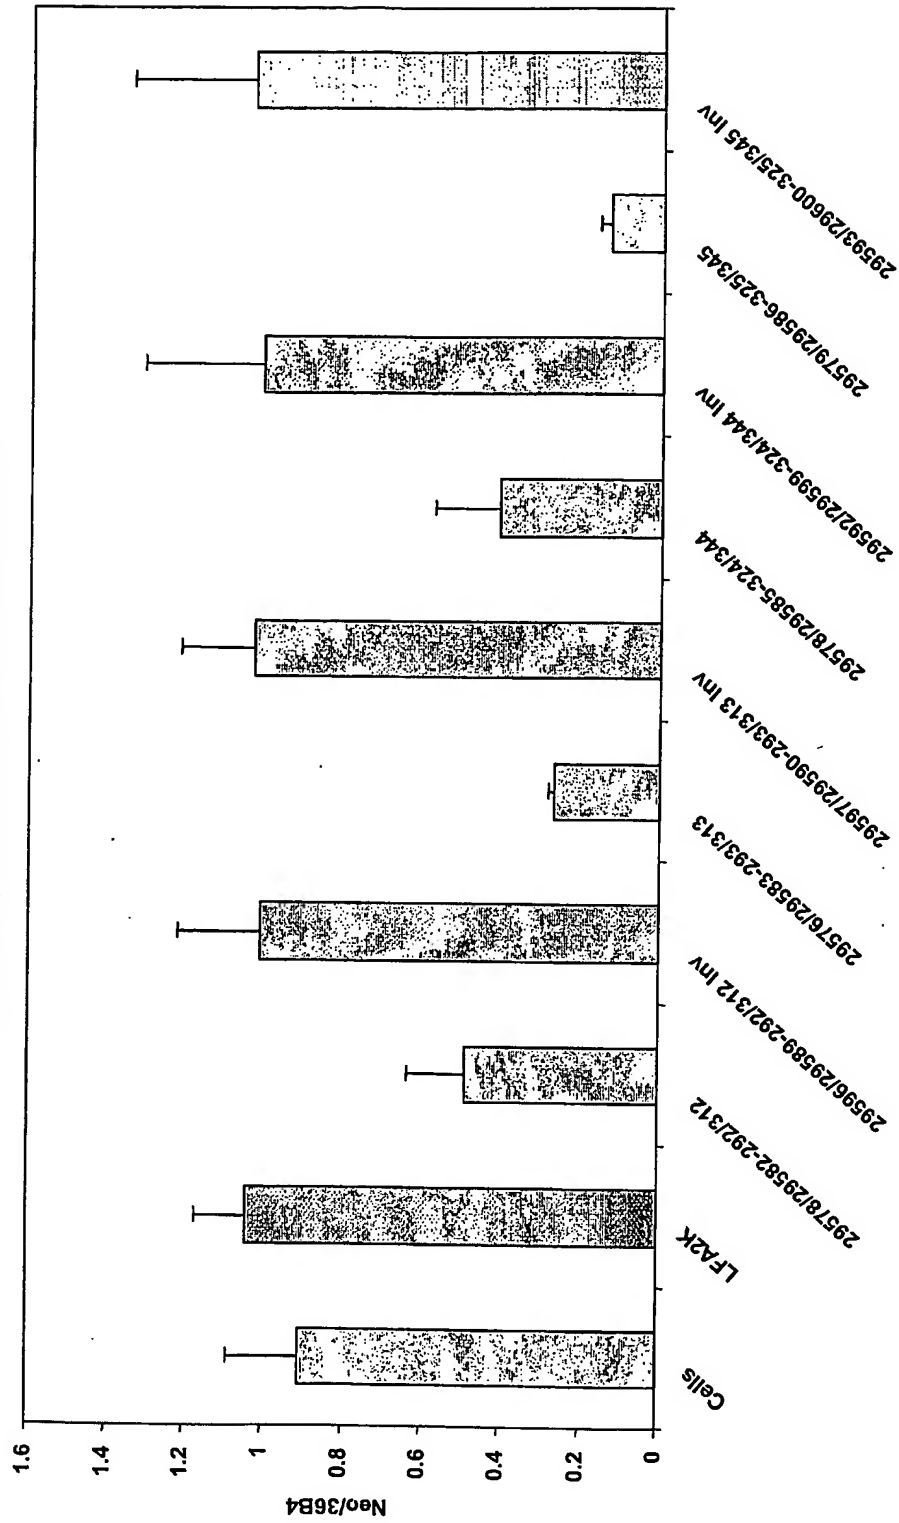 Neo/36B4
1.6
1.4
1.2
1
0.8
0.6
0.4
0.2
0
Cells
LFA2K
29578/29582-292/312
29596/29589-292/312 Inv
29576/29583-293/313
29597/29590-293/313 Inv
29578/29585-324/344
29592/29599-324/344 Inv
29579/29586-325/345
29593/29600-325/345 Inv